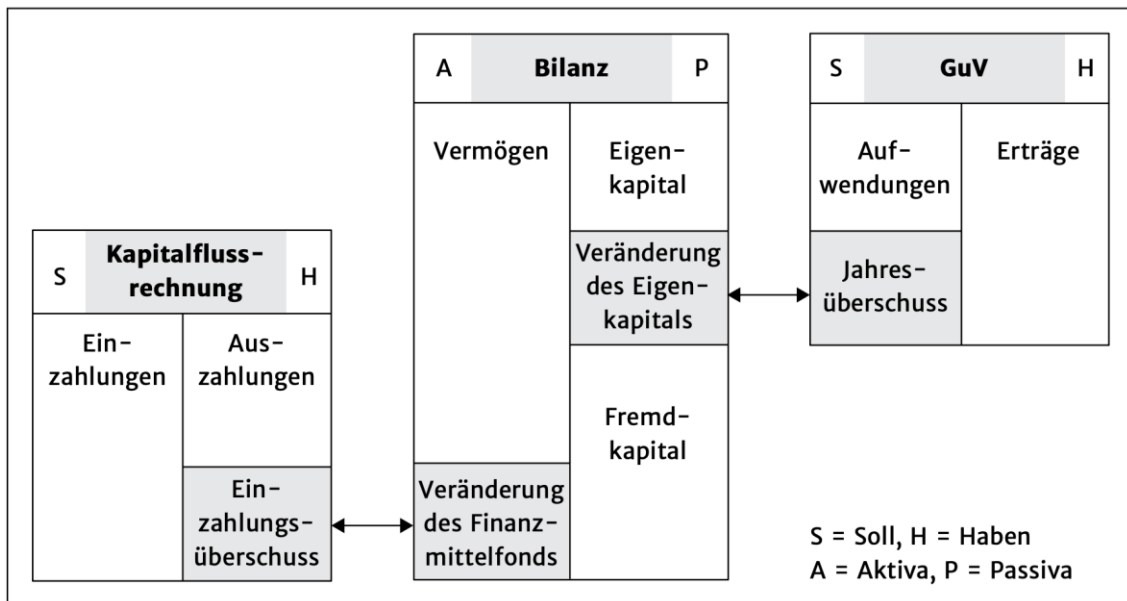 S
Kapitalfluss-
rechnung
H
Ein-
zahlungen
Aus-
zahlungen
Ein-
zahlungs-
überschuss
A
Bilanz
P
Vermögen
Eigen-
kapital
Veränderung
des Eigen-
kapitals
Fremd-
kapital
Veränderung
des Finanz-
mittelfonds
S
GuV
H
Auf-
wendungen
Erträge
Jahres-
überschuss
S = Soll, H = Haben
A = Aktiva, P = Passiva